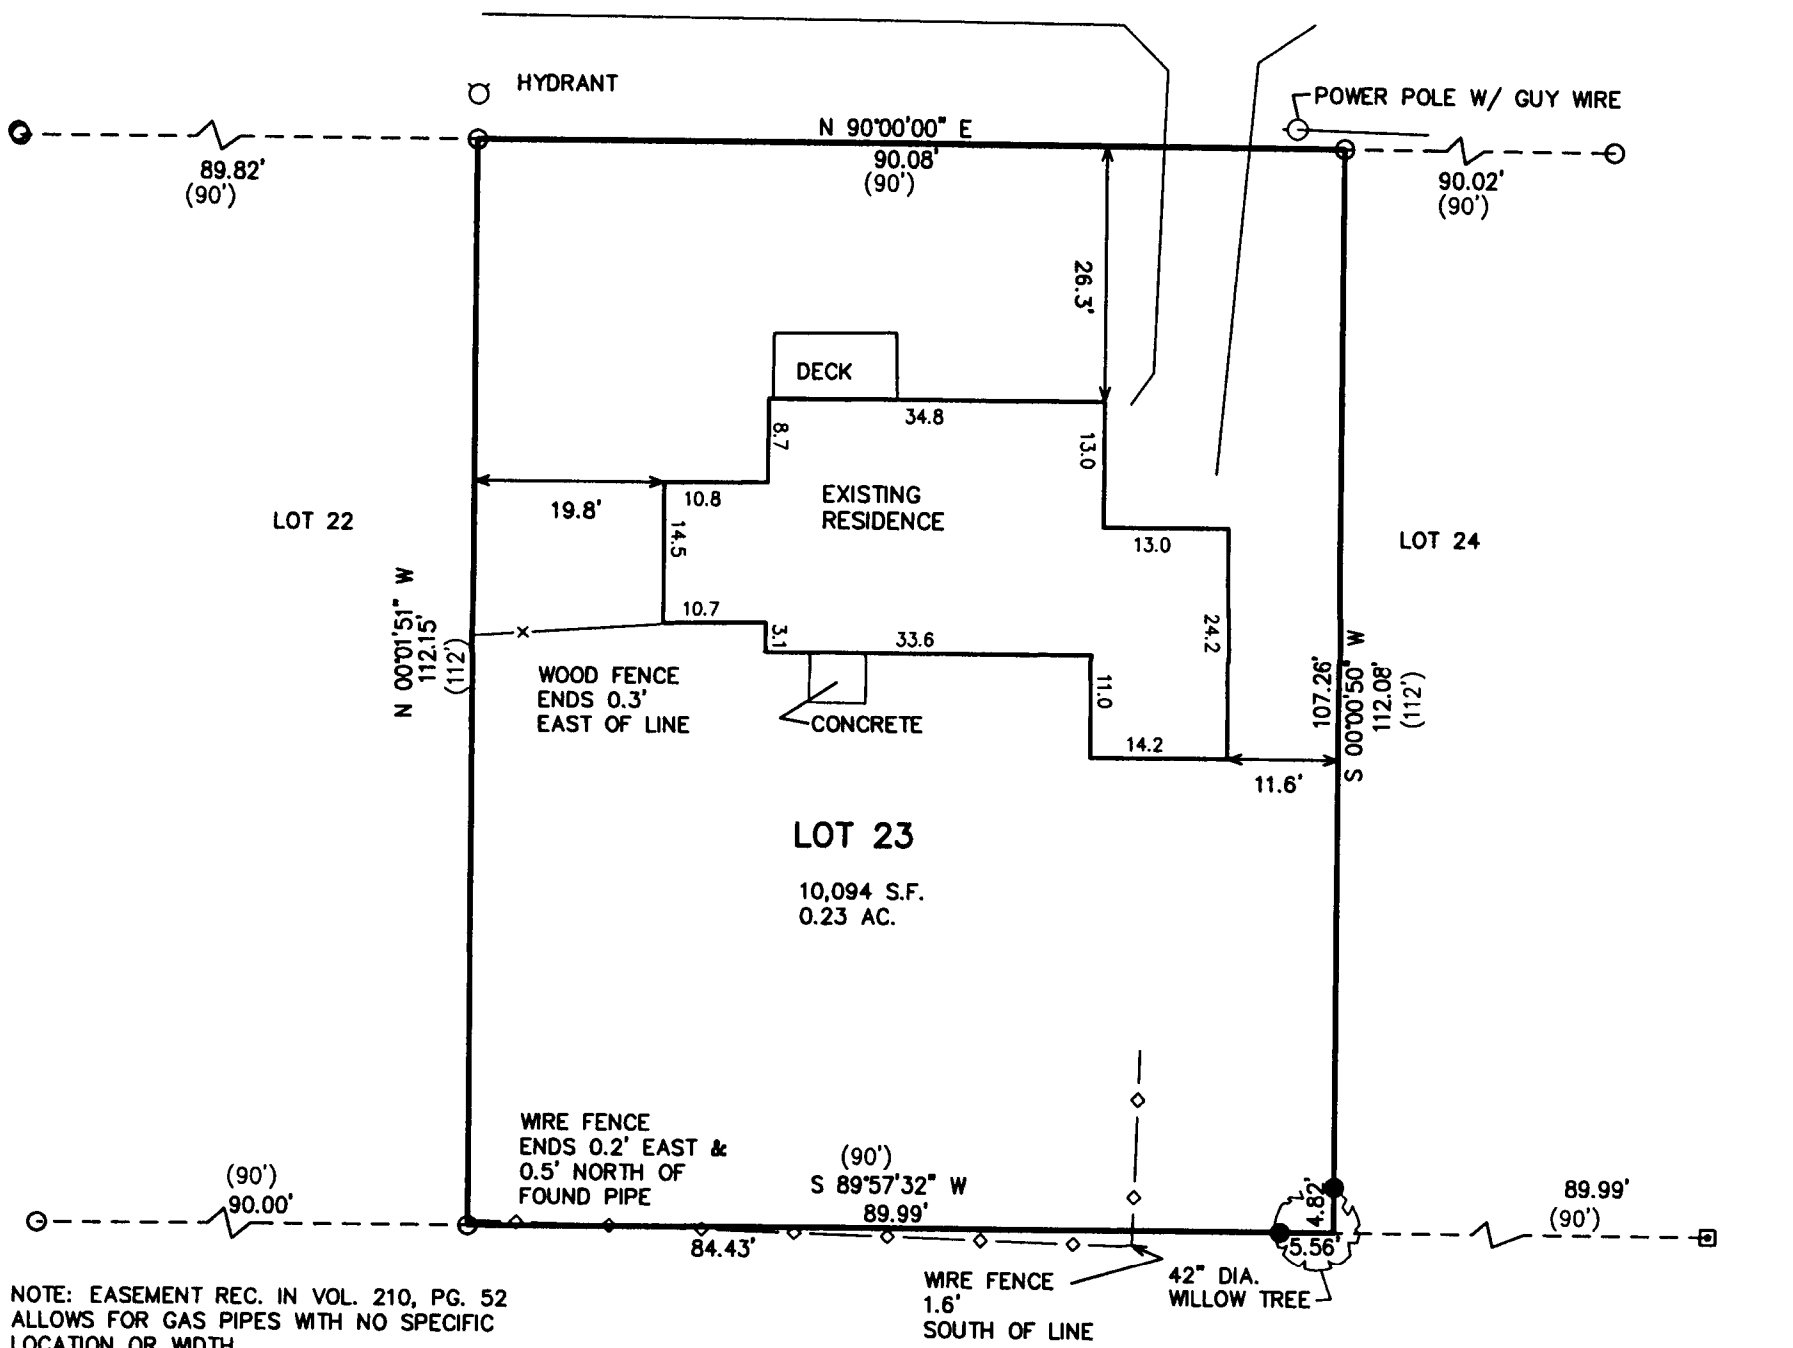 HYDRANT
POWER POLE W/ GUY WIRE
N 90°00'00" E
90.08'
(90')
89.82'
(90')
90.02'
(90')
26.3'
DECK
34.8
8.7
13.0
10.8
19.8'
14.5
EXISTING
RESIDENCE
13.0
LOT 22
LOT 24
N 00°01'51" W
112.15'
(112')
10.7
3.1
33.6
24.2
WOOD FENCE
ENDS 0.3'
EAST OF LINE
CONCRETE
11.0
14.2
11.6'
107.26'
S 00°00'50" W
112.08'
(112')
LOT 23
10,094 S.F.
0.23 AC.
WIRE FENCE
ENDS 0.2' EAST &
0.5' NORTH OF
FOUND PIPE
(90')
S 89°57'32" W
89.99'
(90')
90.00'
84.43'
4.82'
5.56'
89.99'
(90')
WIRE FENCE
1.6'
SOUTH OF LINE
42" DIA.
WILLOW TREE
NOTE: EASEMENT REC. IN VOL. 210, PG. 52
ALLOWS FOR GAS PIPES WITH NO SPECIFIC
LOCATION OR WIDTH